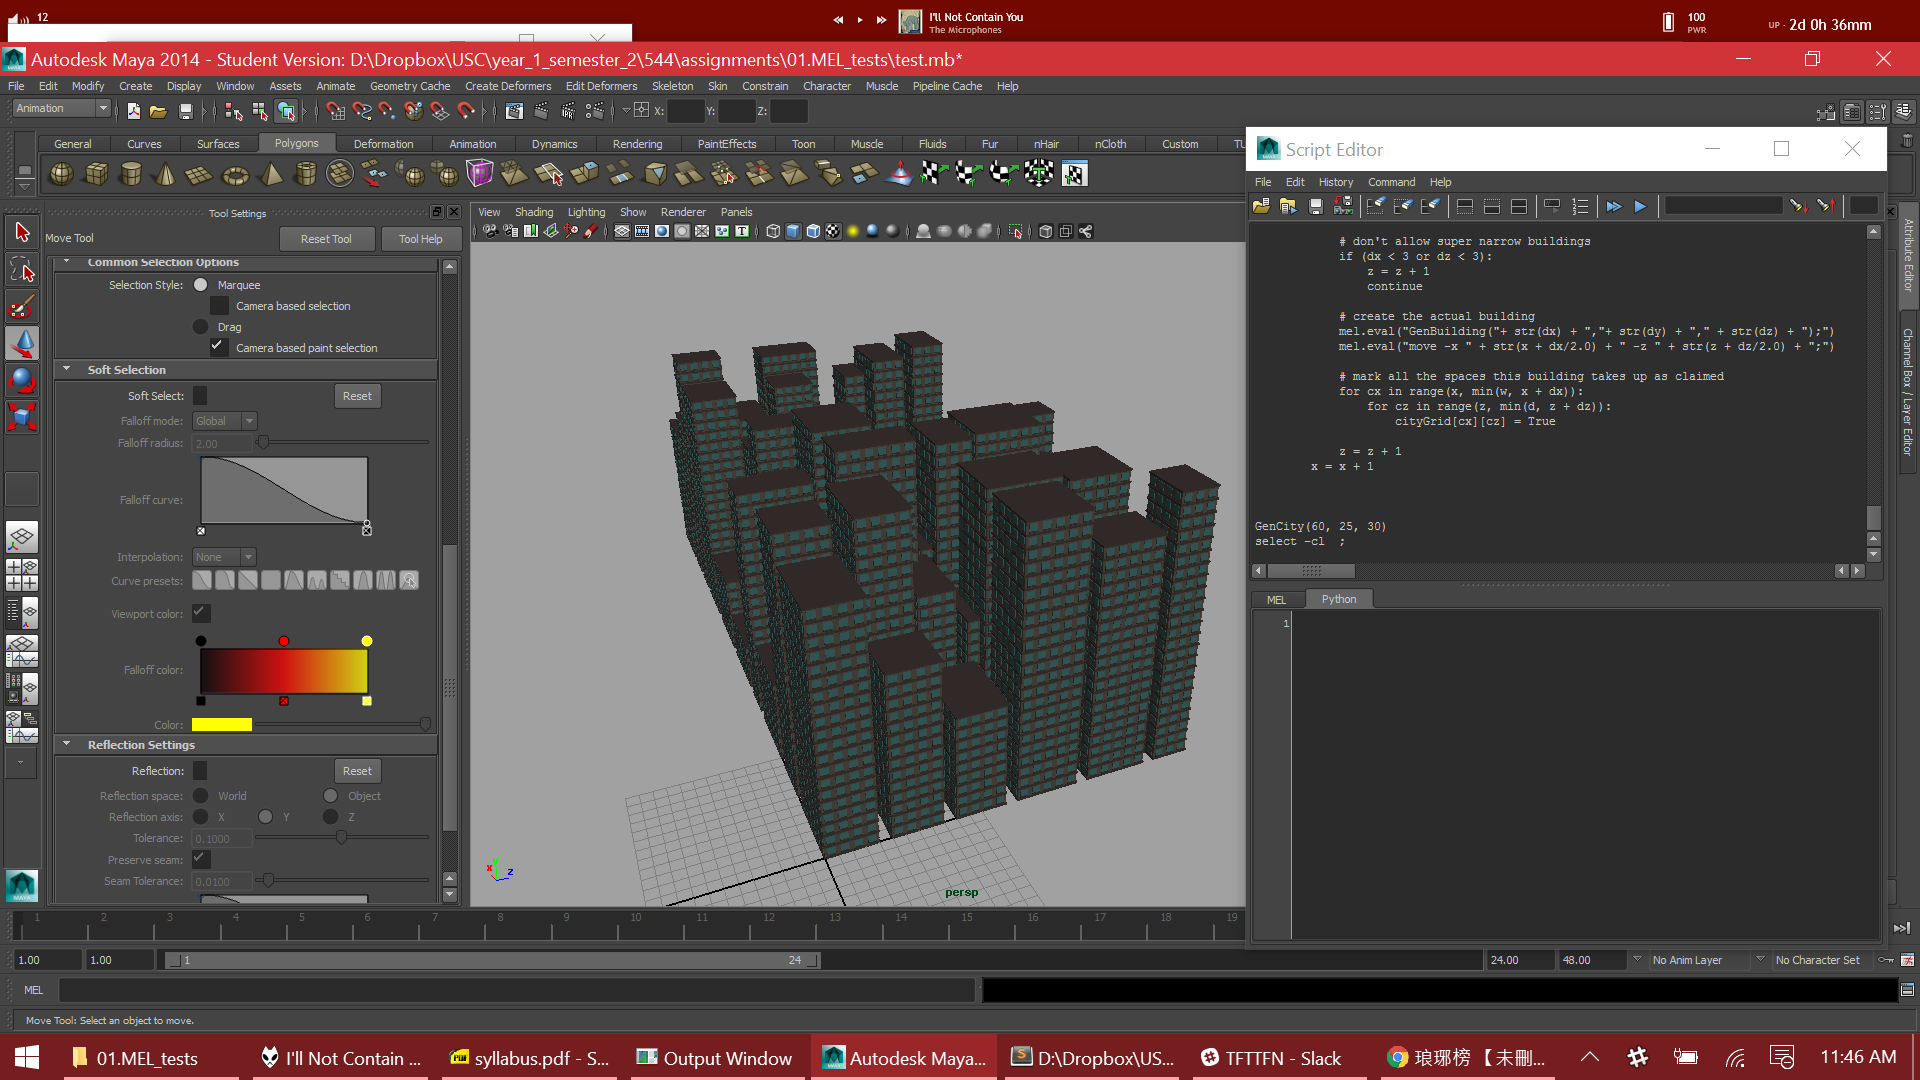 12
I'll Not Contain You
The Microphones
100
PWR
UP - 2d 0h 36mm
Autodesk Maya 2014 - Student Version: D:\Dropbox\USC\year_1_semester_2\544\assignments\01.MEL_tests\test.mb*
File Edit Modify Create Display Window Assets Animate Geometry Cache Create Deformers Edit Deformers Skeleton Skin Constrain Character Muscle Pipeline Cache Help
Animation
X: Y: Z:
General Curves Surfaces Polygons Deformation Animation Dynamics Rendering PaintEffects Toon Muscle Fluids Fur nHair nCloth Custom
Tool Settings
Move Tool Reset Tool Tool Help
Common Selection Options
Selection Style: Marquee
Camera based selection
Drag
Camera based paint selection
Soft Selection
Soft Select: Reset
Falloff mode: Global
Falloff radius: 2.00
Falloff curve:
Interpolation: None
Curve presets:
Viewport color:
Falloff color:
Color:
Reflection Settings
Reflection: Reset
Reflection space: World Object
Reflection axis: X Y Z
Tolerance: 0.1000
Preserve seam:
Seam Tolerance: 0.0100
View Shading Lighting Show Renderer Panels
persp
x y z
Script Editor
File Edit History Command Help
# don't allow super narrow buildings
if (dx < 3 or dz < 3):
z = z + 1
continue
# create the actual building
mel.eval("GenBuilding("+ str(dx) + ","+ str(dy) + "," + str(dz) + ");")
mel.eval("move -x " + str(x + dx/2.0) + " -z " + str(z + dz/2.0) + ";")
# mark all the spaces this building takes up as claimed
for cx in range(x, min(w, x + dx)):
for cz in range(z, min(d, z + dz)):
cityGrid[cx][cz] = True
z = z + 1
x = x + 1
GenCity(60, 25, 30)
select -cl  ;
MEL Python
1
Attribute Editor
Channel Box / Layer Editor
1 2 3 4 5 6 7 8 9 10 11 12 13 14 15 16 17 18 19
1.00 1.00 1 24 24.00 48.00 No Anim Layer No Character Set
MEL
Move Tool: Select an object to move.
01.MEL_tests I'll Not Contain ... syllabus.pdf - S... Output Window Autodesk Maya... D:\Dropbox\US... TFTTFN - Slack 琅琊榜 【未刪... 11:46 AM